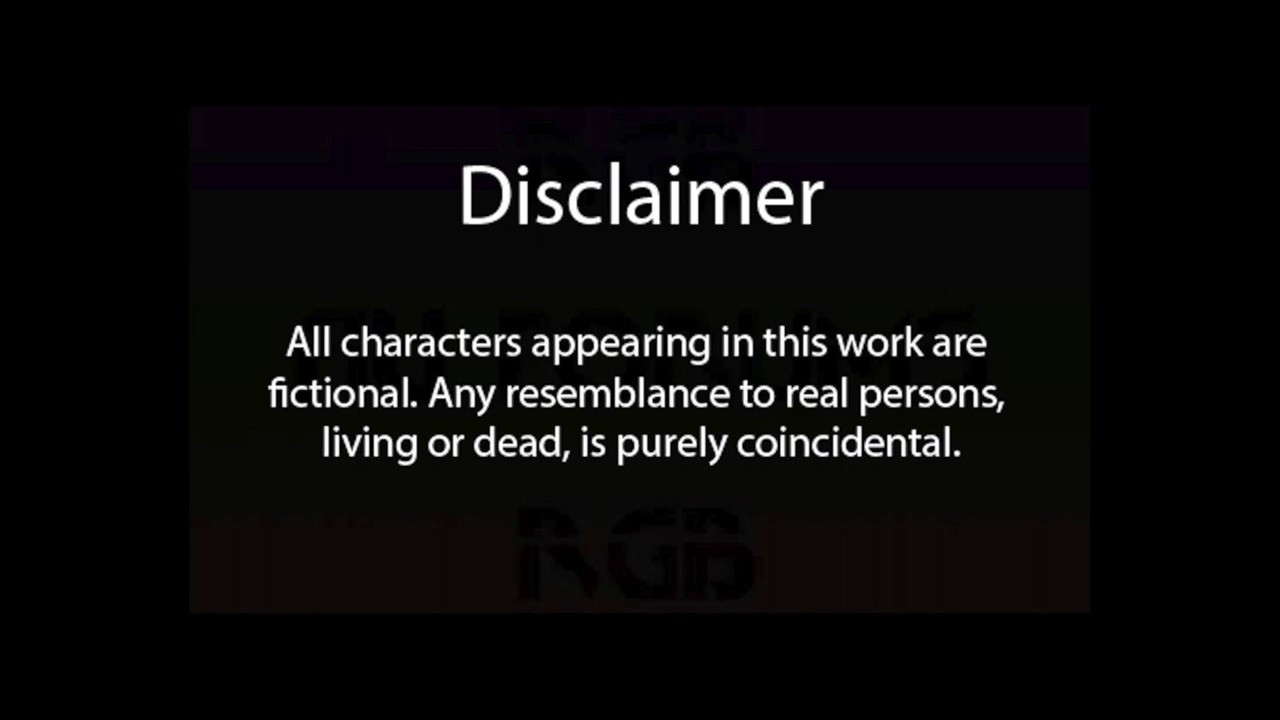 Disclaimer
All characters appearing in this work are
fictional. Any resemblance to real persons,
living or dead, is purely coincidental.
RGB